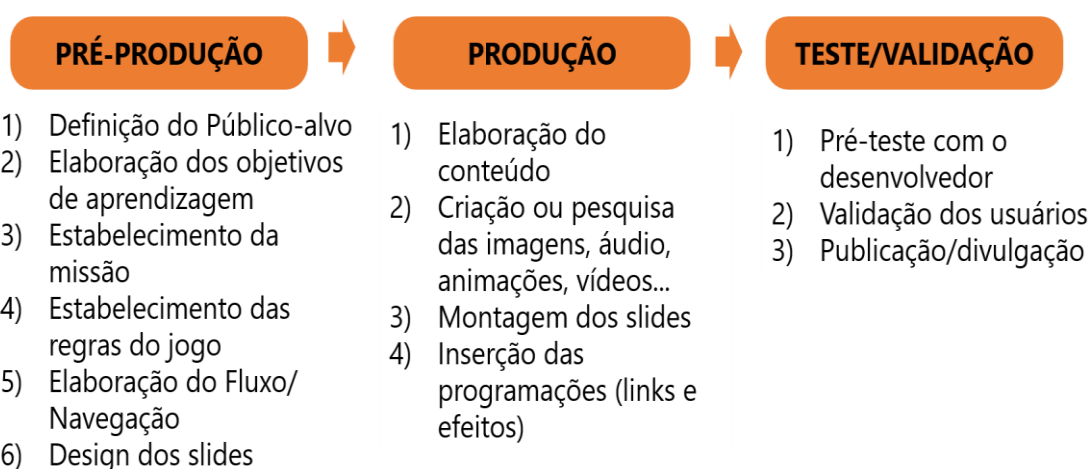 PRÉ-PRODUÇÃO
1) Definição do Público-alvo
2) Elaboração dos objetivos
de aprendizagem
3) Estabelecimento da
missão
4) Estabelecimento das
regras do jogo
5) Elaboração do Fluxo/
Navegação
6) Design dos slides
PRODUÇÃO
1) Elaboração do
conteúdo
2) Criação ou pesquisa
das imagens, áudio,
animações, vídeos...
3) Montagem dos slides
4) Inserção das
programações (links e
efeitos)
TESTE/VALIDAÇÃO
1) Pré-teste com o
desenvolvedor
2) Validação dos usuários
3) Publicação/divulgação